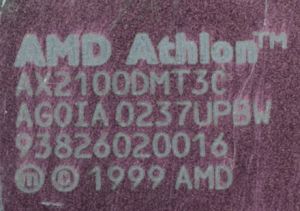 AMD Athlon™
AX2100DMT3C
AGOIA 0237UPBW
93826020016
ⓜ © 1999 AMD